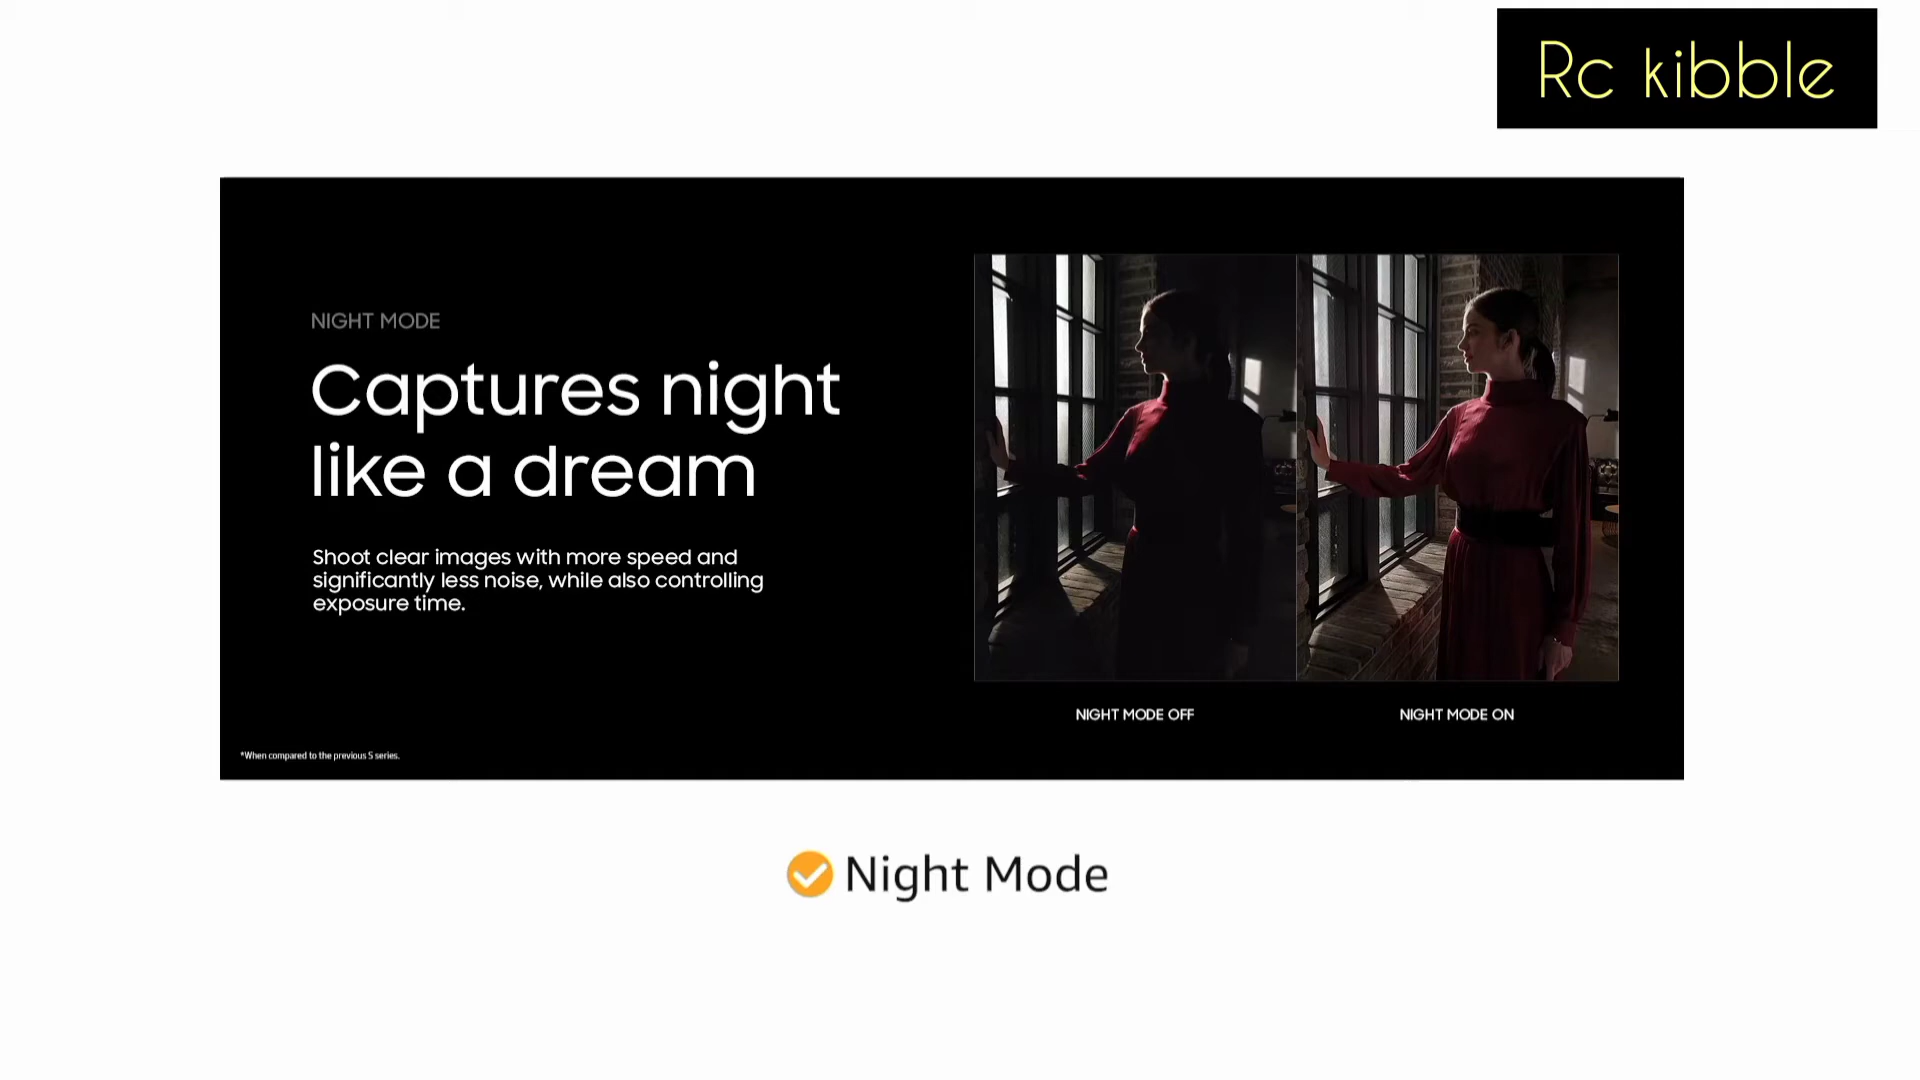 Rc kibble
NIGHT MODE
Captures night
like a dream
Shoot clear images with more speed and
significantly less noise, while also controlling
exposure time.
NIGHT MODE OFF
NIGHT MODE ON
*When compared to the previous S series.
Night Mode